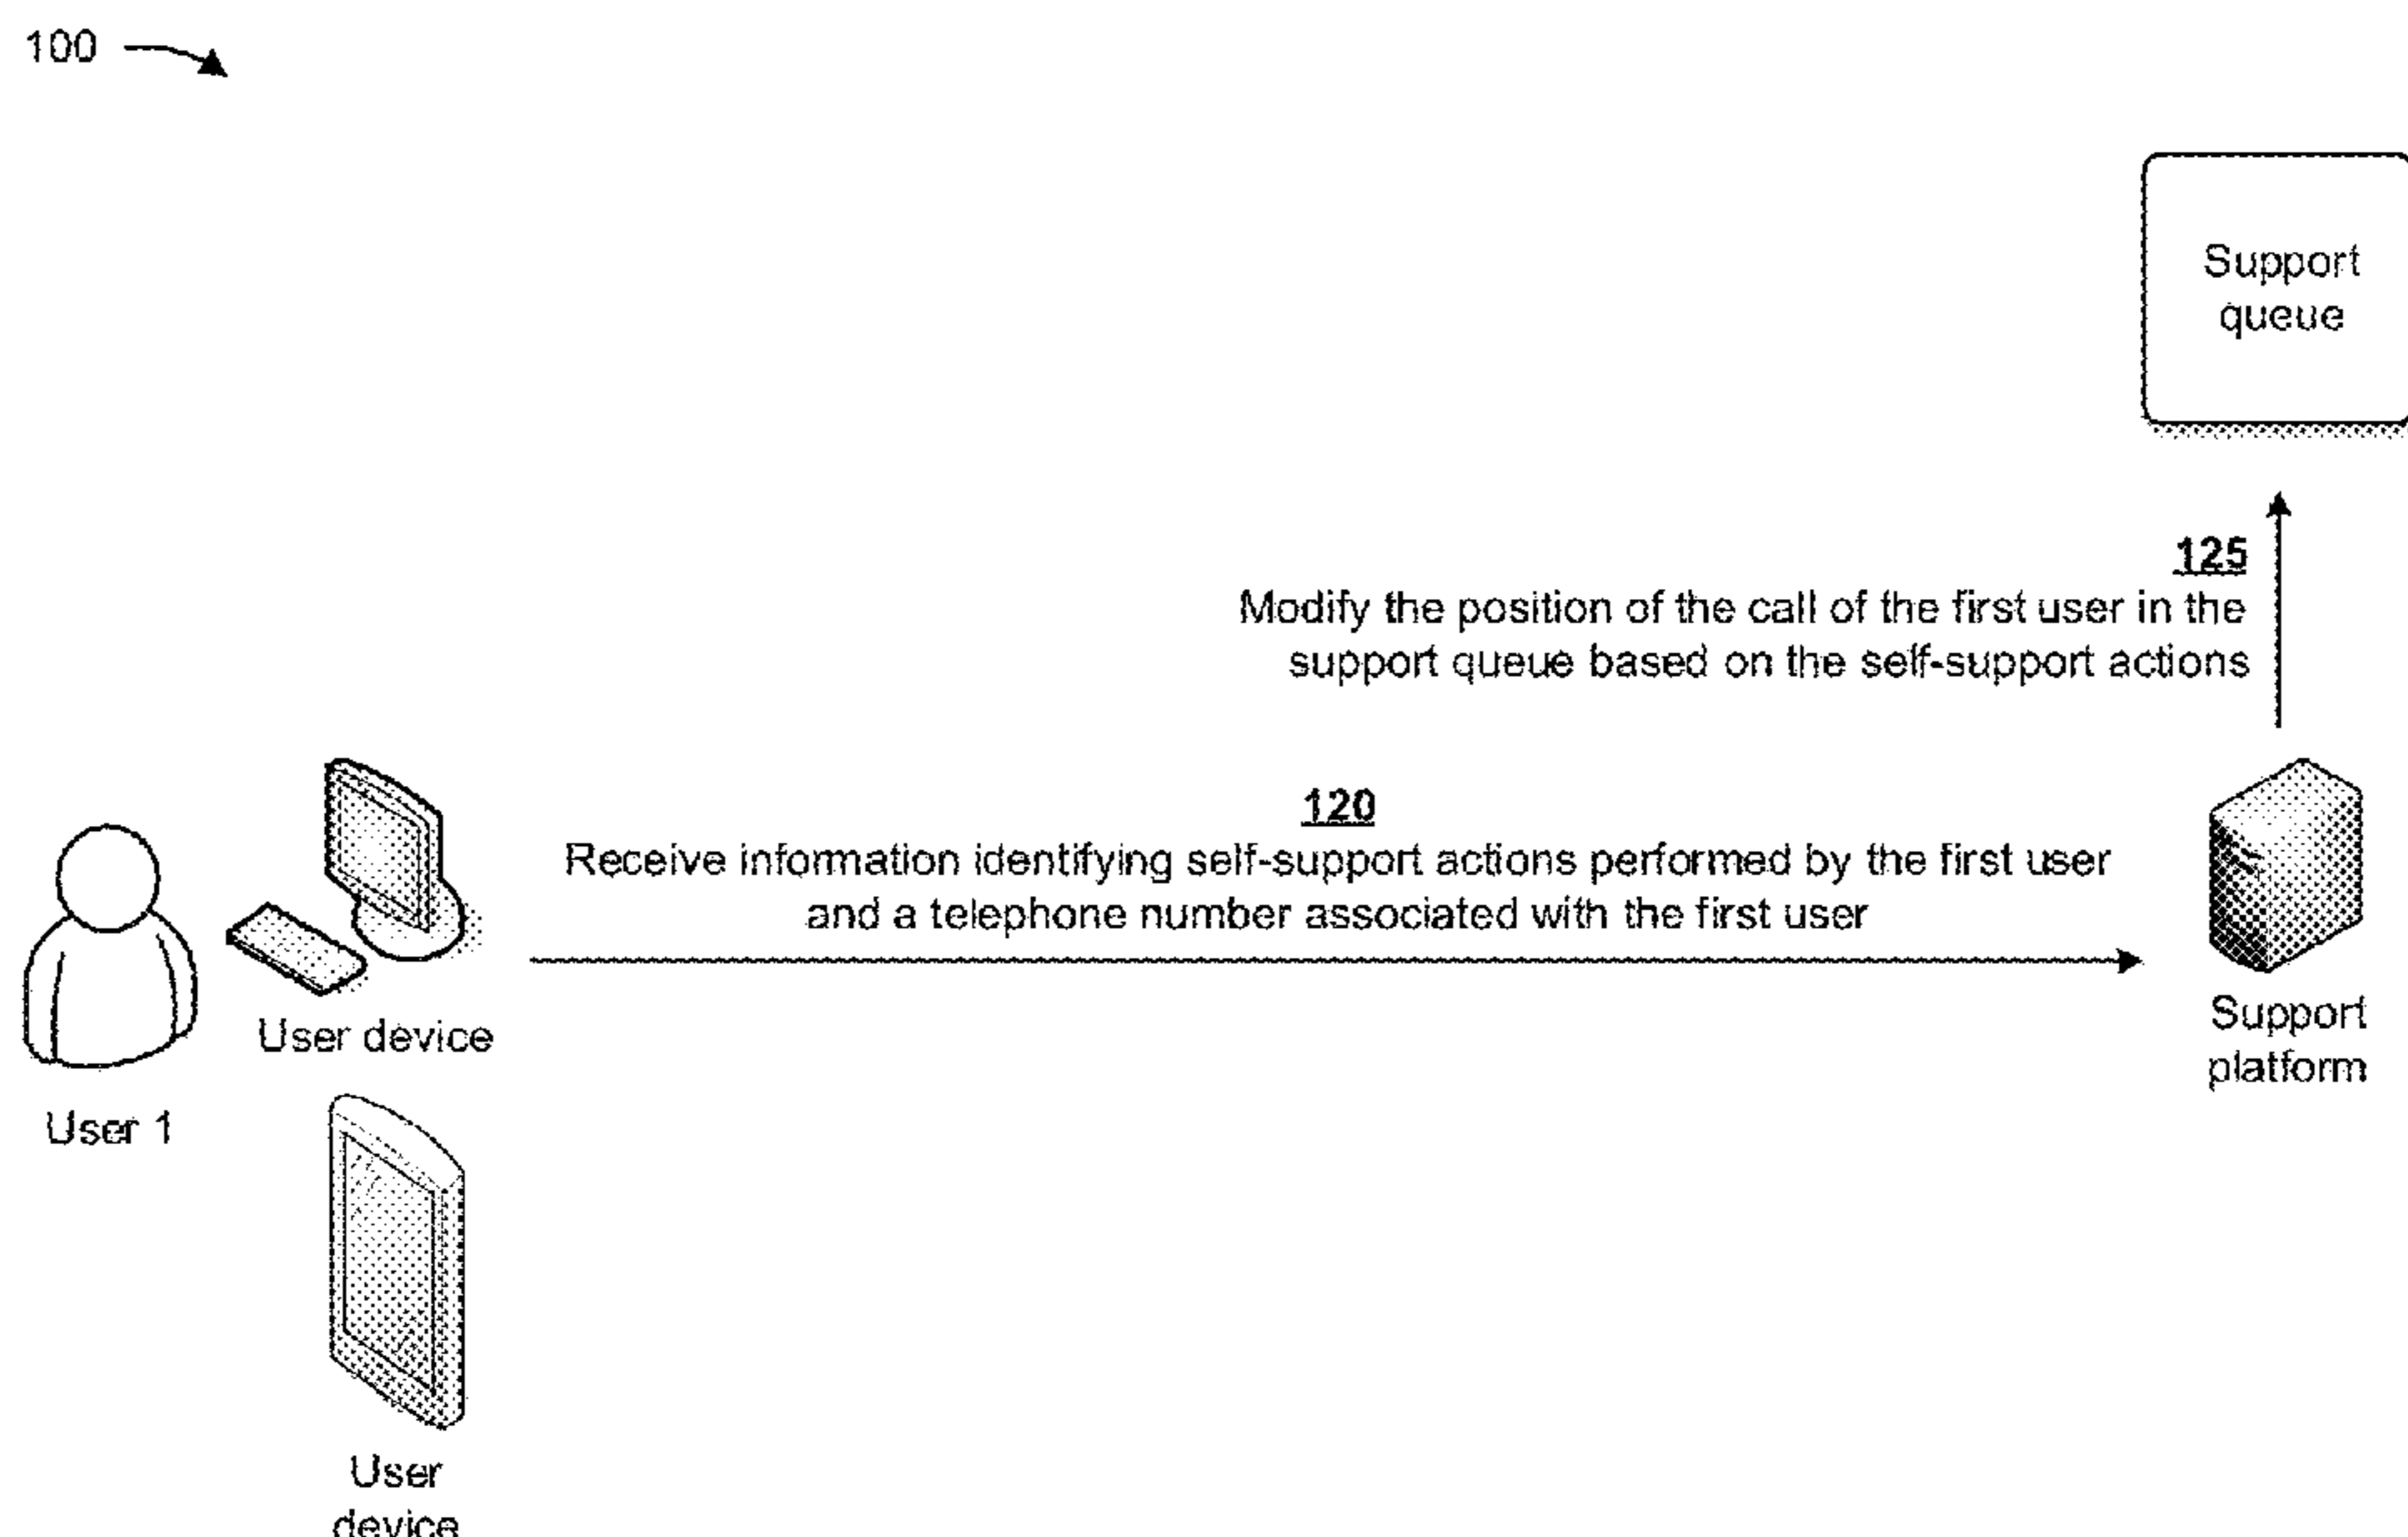 100
Support
queue
125
Modify the position of the call of the first user in the
support queue based on the self-support actions
120
Receive information identifying self-support actions performed by the first user
and a telephone number associated with the first user
User device
Support
platform
User 1
User
device